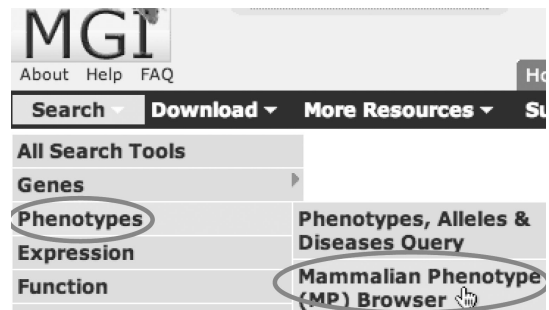 MGI
About Help FAQ
Search Download More Resources
All Search Tools
Genes
Phenotypes
Expression
Function
Phenotypes, Alleles &
Diseases Query
Mammalian Phenotype
(MP) Browser